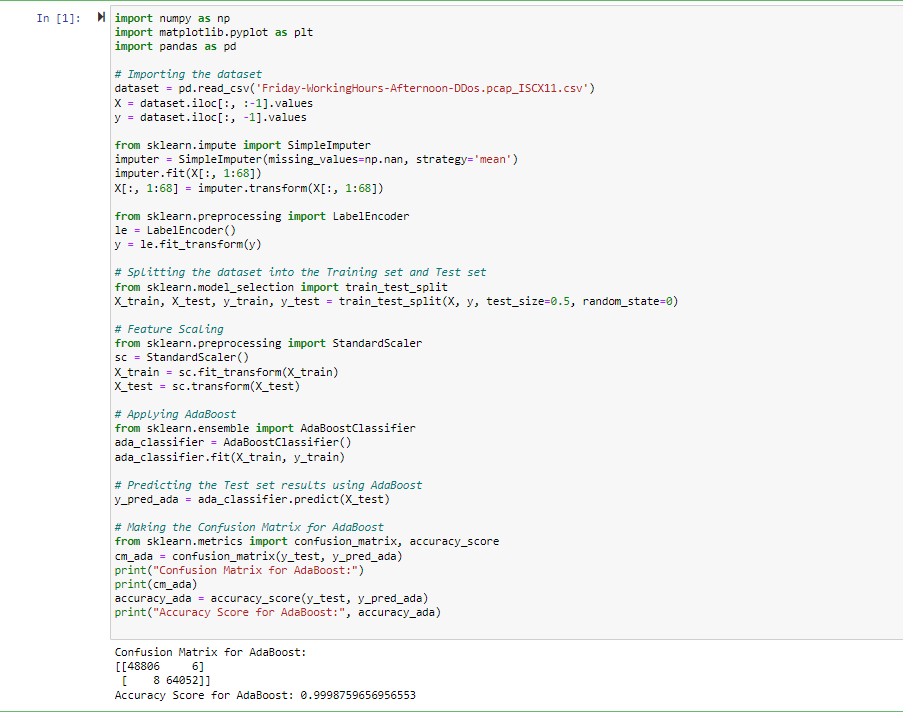 In [1]:
import numpy as np
import matplotlib.pyplot as plt
import pandas as pd
# Importing the dataset
dataset = pd.read_csv('Friday-WorkingHours-Afternoon-DDos.pcap_ISCX11.csv')
X = dataset.iloc[:, :-1].values
y = dataset.iloc[:, -1].values
from sklearn.impute import SimpleImputer
imputer = SimpleImputer(missing_values=np.nan, strategy='mean')
imputer.fit(X[:, 1:68])
X[:, 1:68] = imputer.transform(X[:, 1:68])
from sklearn.preprocessing import LabelEncoder
le = LabelEncoder()
y = le.fit_transform(y)
# Splitting the dataset into the Training set and Test set
from sklearn.model_selection import train_test_split
X_train, X_test, y_train, y_test = train_test_split(X, y, test_size=0.5, random_state=0)
# Feature Scaling
from sklearn.preprocessing import StandardScaler
sc = StandardScaler()
X_train = sc.fit_transform(X_train)
X_test = sc.transform(X_test)
# Applying AdaBoost
from sklearn.ensemble import AdaBoostClassifier
ada_classifier = AdaBoostClassifier()
ada_classifier.fit(X_train, y_train)
# Predicting the Test set results using AdaBoost
y_pred_ada = ada_classifier.predict(X_test)
# Making the Confusion Matrix for AdaBoost
from sklearn.metrics import confusion_matrix, accuracy_score
cm_ada = confusion_matrix(y_test, y_pred_ada)
print("Confusion Matrix for AdaBoost:")
print(cm_ada)
accuracy_ada = accuracy_score(y_test, y_pred_ada)
print("Accuracy Score for AdaBoost:", accuracy_ada)
Confusion Matrix for AdaBoost:
[[48806     6]
 [    8 64052]]
Accuracy Score for AdaBoost: 0.9998759656956553